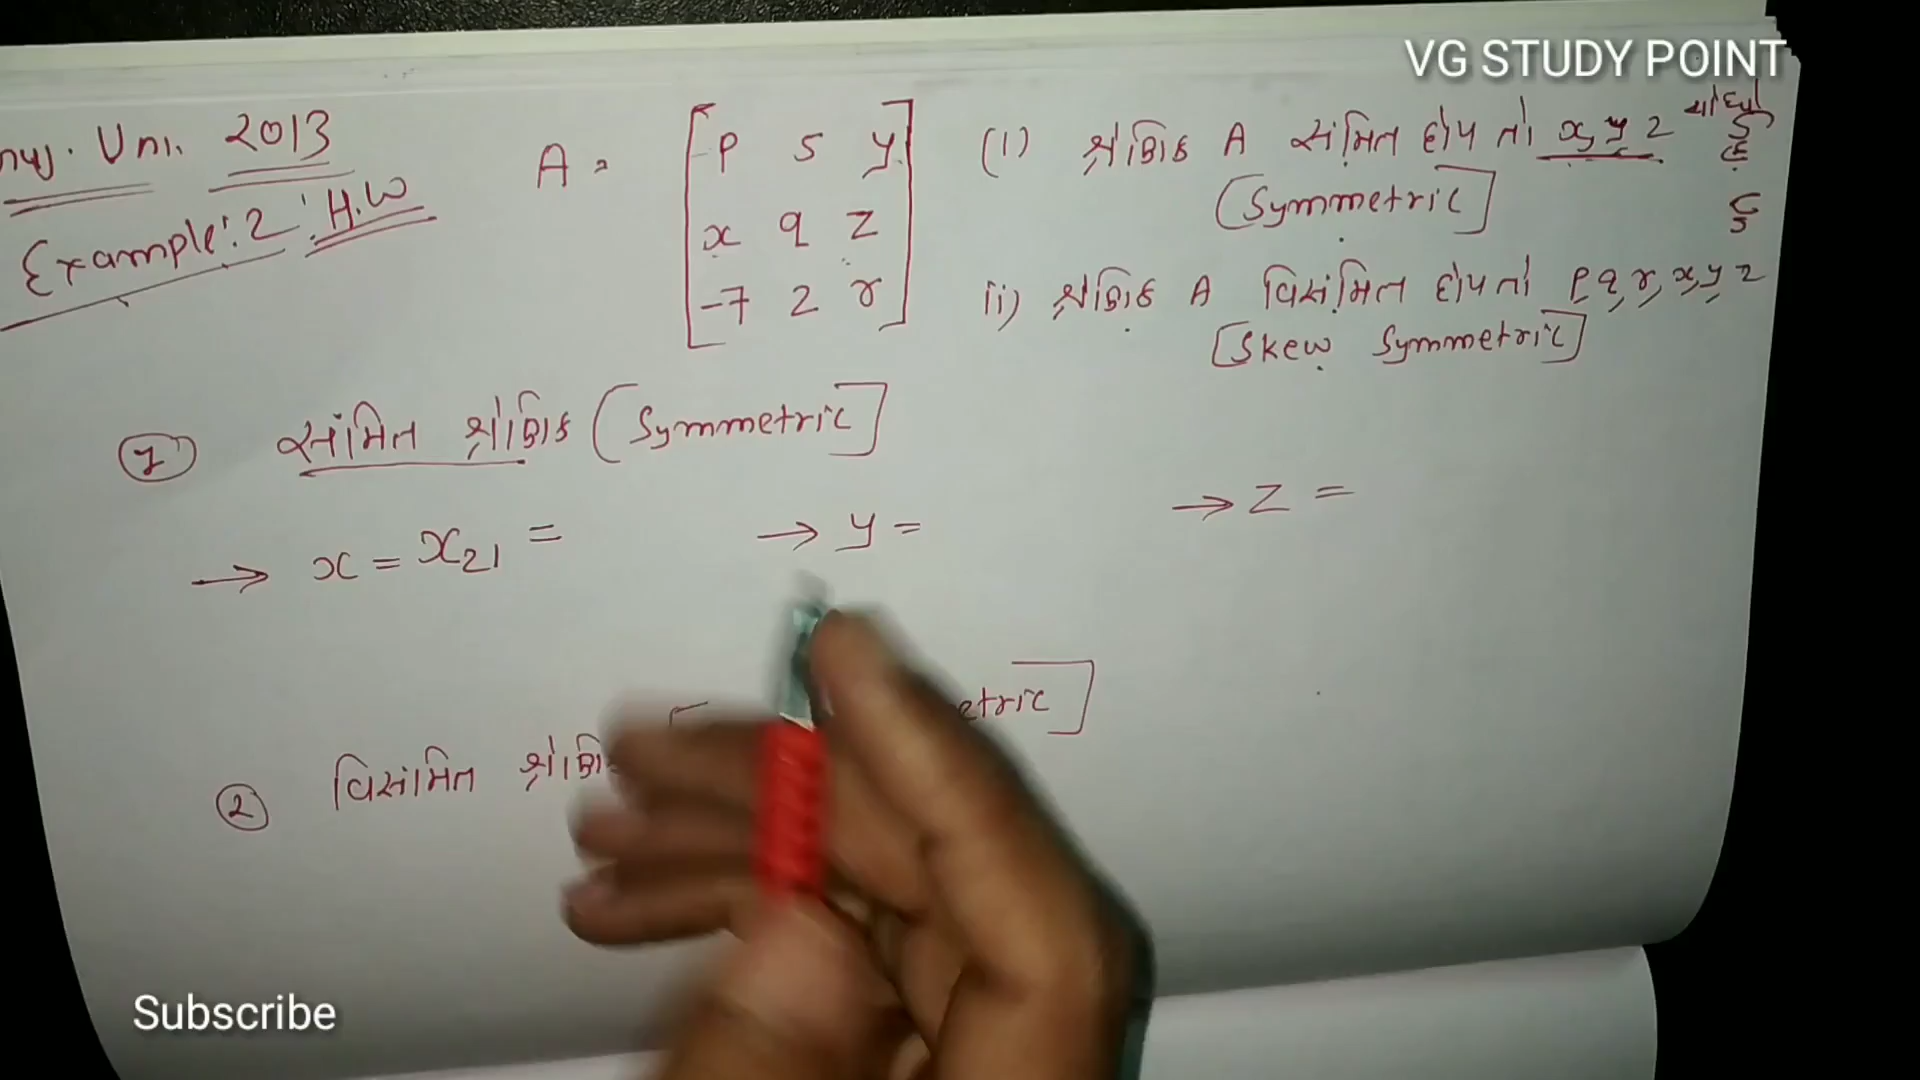 VG STUDY POINT
Uni. 2013
Example:2 H.W
A = [ p 5 y
x q z
-7 2 r ]
(i) શ્રેણિક A સંમિત હોય તો x, y, z શોધો
[Symmetric]
ii) શ્રેણિક A વિસંમિત હોય તો p, q, r, x, y, z
[Skew Symmetric]
1 સંમિત શ્રેણિક [Symmetric]
→ x = x21 = → y = → z =
2 વિસંમિત
Subscribe